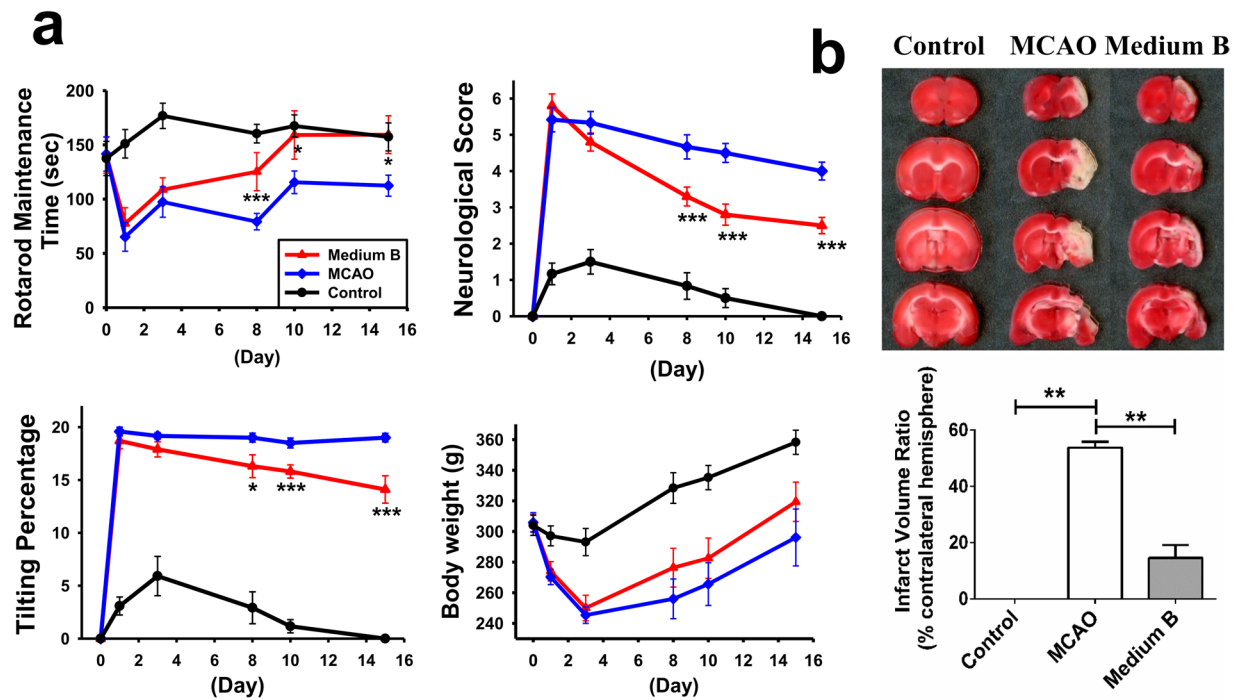 a
Rotarod Maintenance
Time (sec)
200
150
100
50
0
***
*
*
Medium B
MCAO
Control
0 2 4 6 8 10 12 14 16
(Day)
Neurological Score
6
5
4
3
2
1
0
***
***
***
0 2 4 6 8 10 12 14 16
(Day)
Tilting Percentage
20
15
10
5
0
*
***
***
0 2 4 6 8 10 12 14 16
(Day)
Body weight (g)
360
340
320
300
280
260
240
0 2 4 6 8 10 12 14 16
(Day)
b
Control MCAO Medium B
Infarct Volume Ratio
(% contralateral hemisphere)
60
40
20
0
**
**
Control
MCAO
Medium B